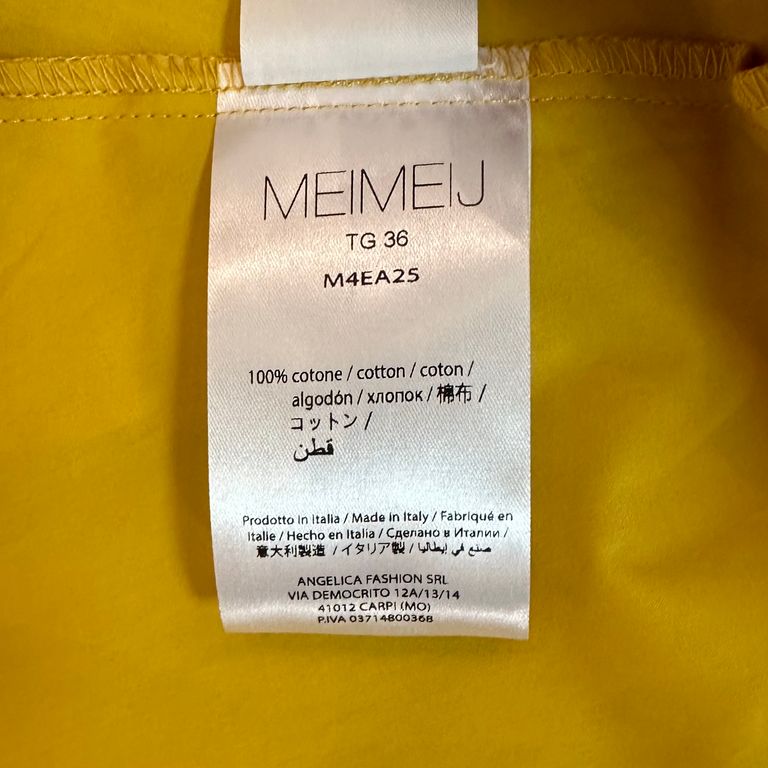 MEIMEIJ
TG 36
M4EA25
100% cotone / cotton / coton /
algodón / хлопок / 棉布 /
コットン /
قطن
Prodotto in Italia / Made in Italy / Fabriqué en
Italie / Hecho en Italia / Сделано в Италии /
意大利製造 / イタリア製 / صنع في إيطاليا
ANGELICA FASHION SRL
VIA DEMOCRITO 12A/13/14
41012 CARPI (MO)
P.IVA 03714800368